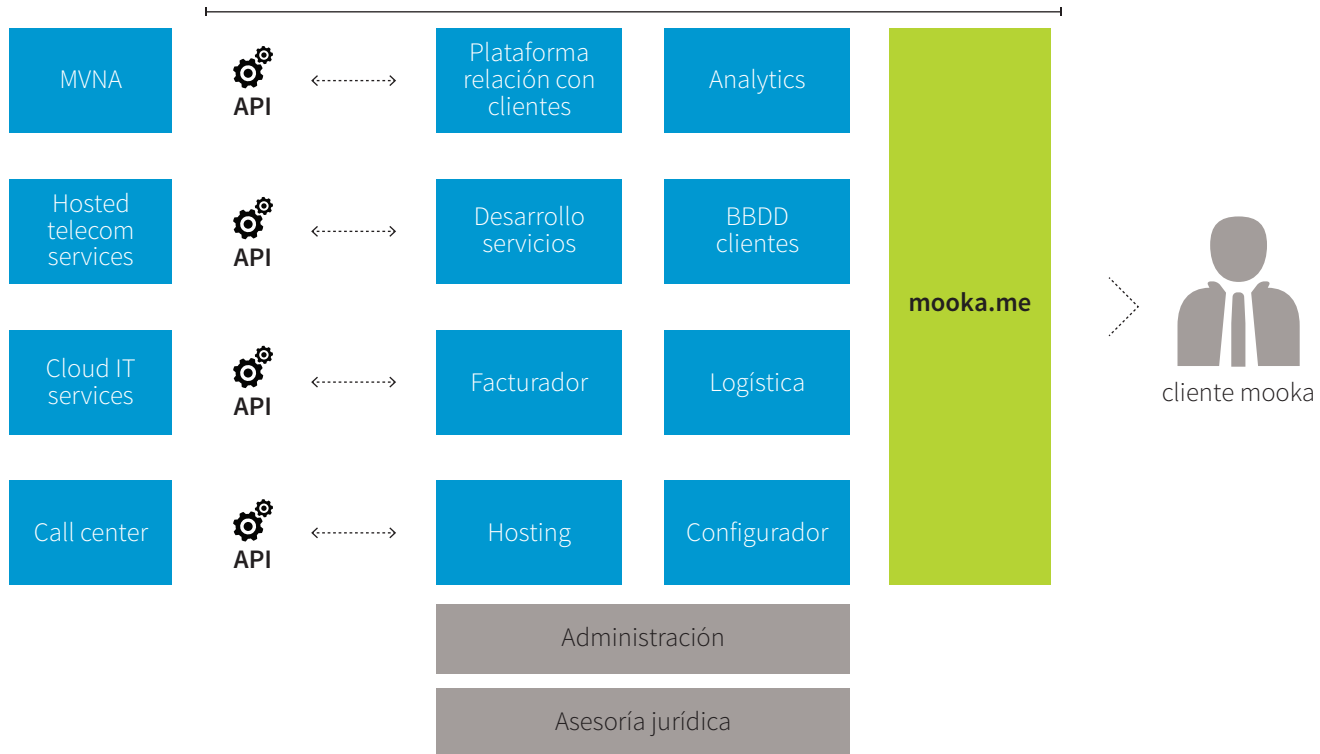 MVNA
API
Plataforma
relación con
clientes
Analytics
Hosted
telecom
services
API
Desarrollo
servicios
BBDD
clientes
mooka.me
Cloud IT
services
API
Facturador
Logística
cliente mooka
Call center
API
Hosting
Configurador
Administración
Asesoría jurídica